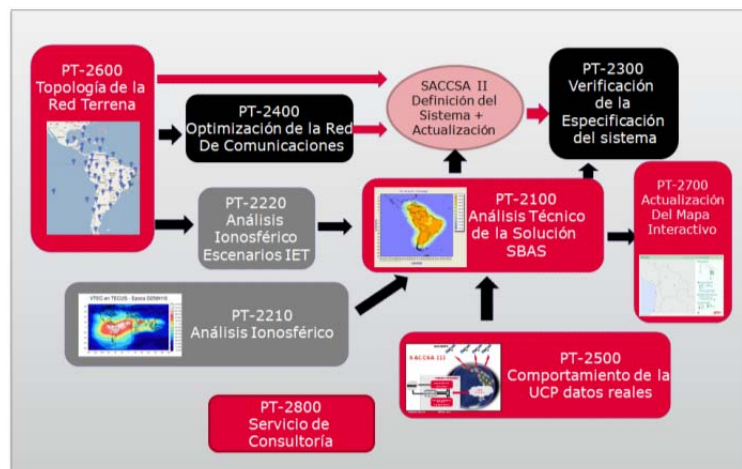 PT-2600
Topología de la
Red Terrena
PT-2400
Optimización de la Red
De Comunicaciones
SACCSA II
Definición del
Sistema +
Actualización
PT-2300
Verificación
de la
Especificación
del sistema
PT-2220
Análisis
Ionosférico
Escenarios IET
PT-2100
Análisis Técnico
de la Solución
SBAS
PT-2700
Actualización
Del Mapa
Interactivo
PT-2210
Análisis Ionosférico
PT-2500
Comportamiento de la
UCP datos reales
PT-2800
Servicio de
Consultoría